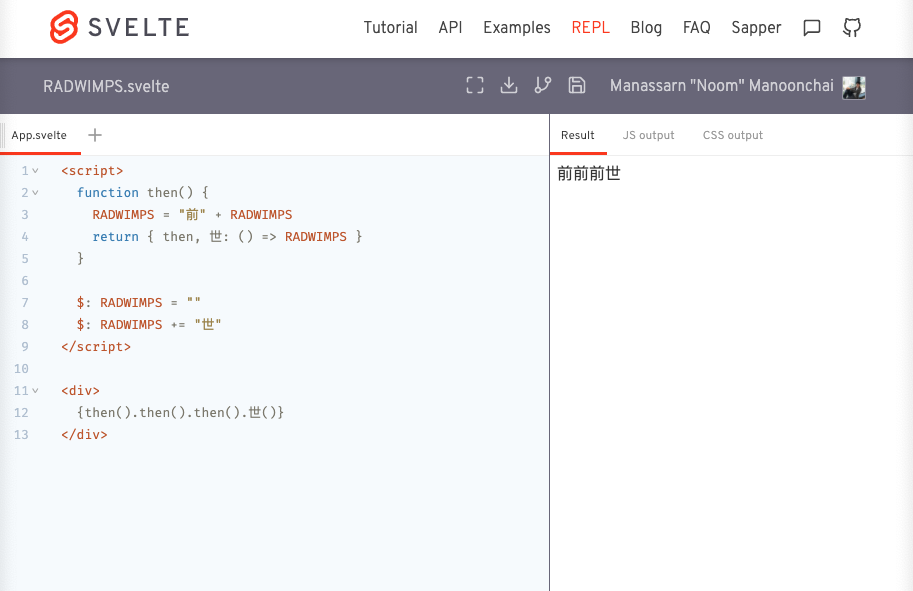 SVELTE
Tutorial API Examples REPL Blog FAQ Sapper
RADWIMPS.svelte
Manassarn "Noom" Manoonchai
App.svelte +
Result JS output CSS output
1 <script>
2   function then() {
3     RADWIMPS = "前" + RADWIMPS
4     return { then, 世: () => RADWIMPS }
5   }
6
7   $: RADWIMPS = ""
8   $: RADWIMPS += "世"
9 </script>
10
11 <div>
12   {then().then().then().世()}
13 </div>
前前前世